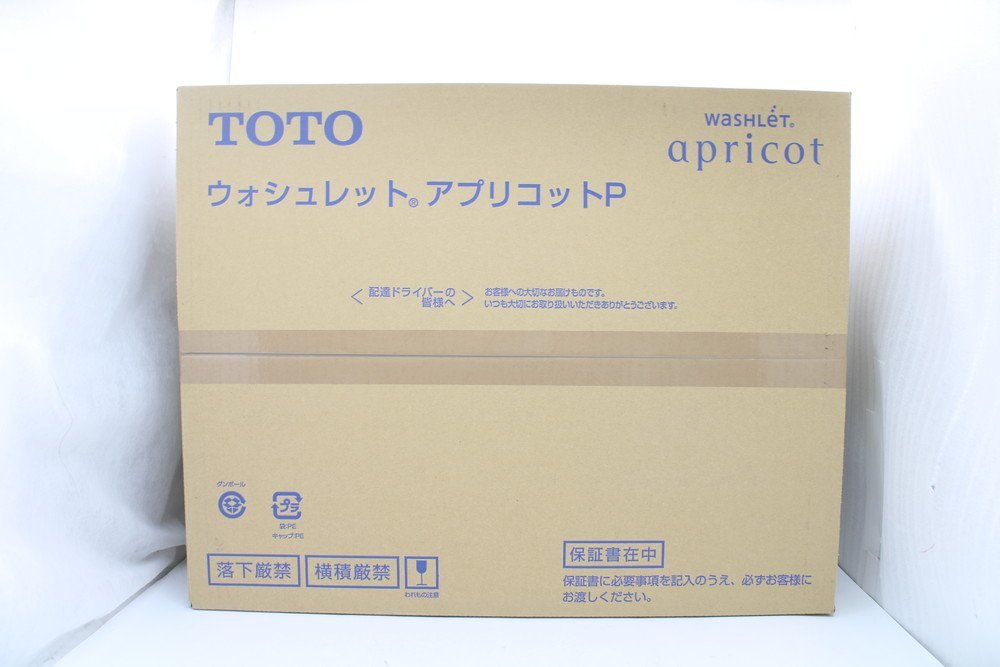 TOTO
WASHLET®
apricot
ウォシュレット®アプリコットP
＜配達ドライバーの皆様へ＞
お客様への大切なお届けものです。
いつも大切にお取り扱いいただきありがとうございます。
ダンボール
プラ
袋:PE
キャップ:PE
落下厳禁
横積厳禁
われもの注意
保証書在中
保証書に必要事項を記入のうえ、必ずお客様に
お渡しください。